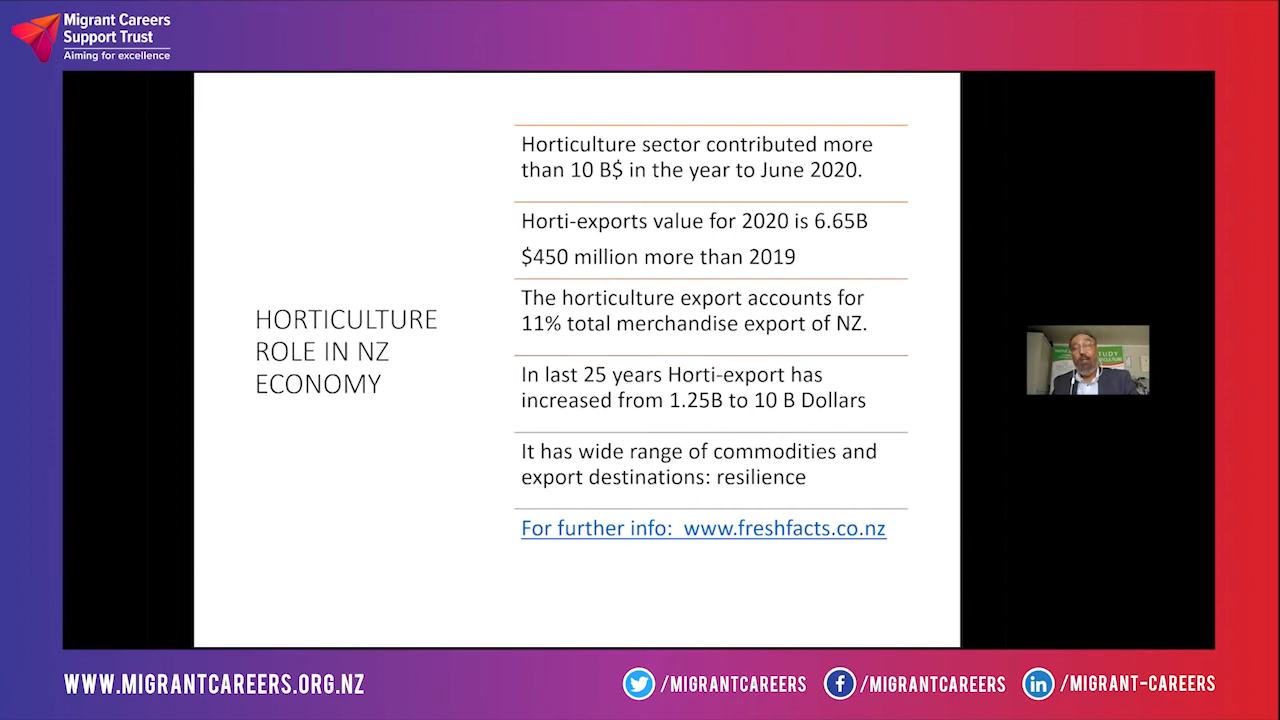 Migrant Careers
Support Trust
Aiming for excellence
HORTICULTURE
ROLE IN NZ
ECONOMY
Horticulture sector contributed more
than 10 B$ in the year to June 2020.
Horti-exports value for 2020 is 6.65B
$450 million more than 2019
The horticulture export accounts for
11% total merchandise export of NZ.
In last 25 years Horti-export has
increased from 1.25B to 10 B Dollars
It has wide range of commodities and
export destinations: resilience
For further info:  www.freshfacts.co.nz
STUDY
WWW.MIGRANTCAREERS.ORG.NZ
/MIGRANTCAREERS
/MIGRANTCAREERS
/MIGRANT-CAREERS